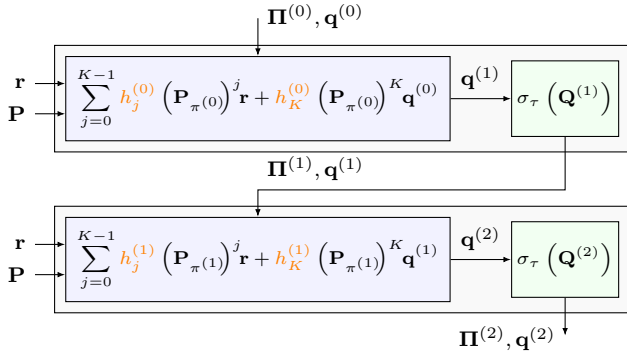 Π^(0), q^(0)
r
P
∑_{j=0}^{K−1} h_j^(0) (P_{π^(0)})^j r + h_K^(0) (P_{π^(0)})^K q^(0)
q^(1)
σ_τ (Q^(1))
Π^(1), q^(1)
r
P
∑_{j=0}^{K−1} h_j^(1) (P_{π^(1)})^j r + h_K^(1) (P_{π^(1)})^K q^(1)
q^(2)
σ_τ (Q^(2))
Π^(2), q^(2)